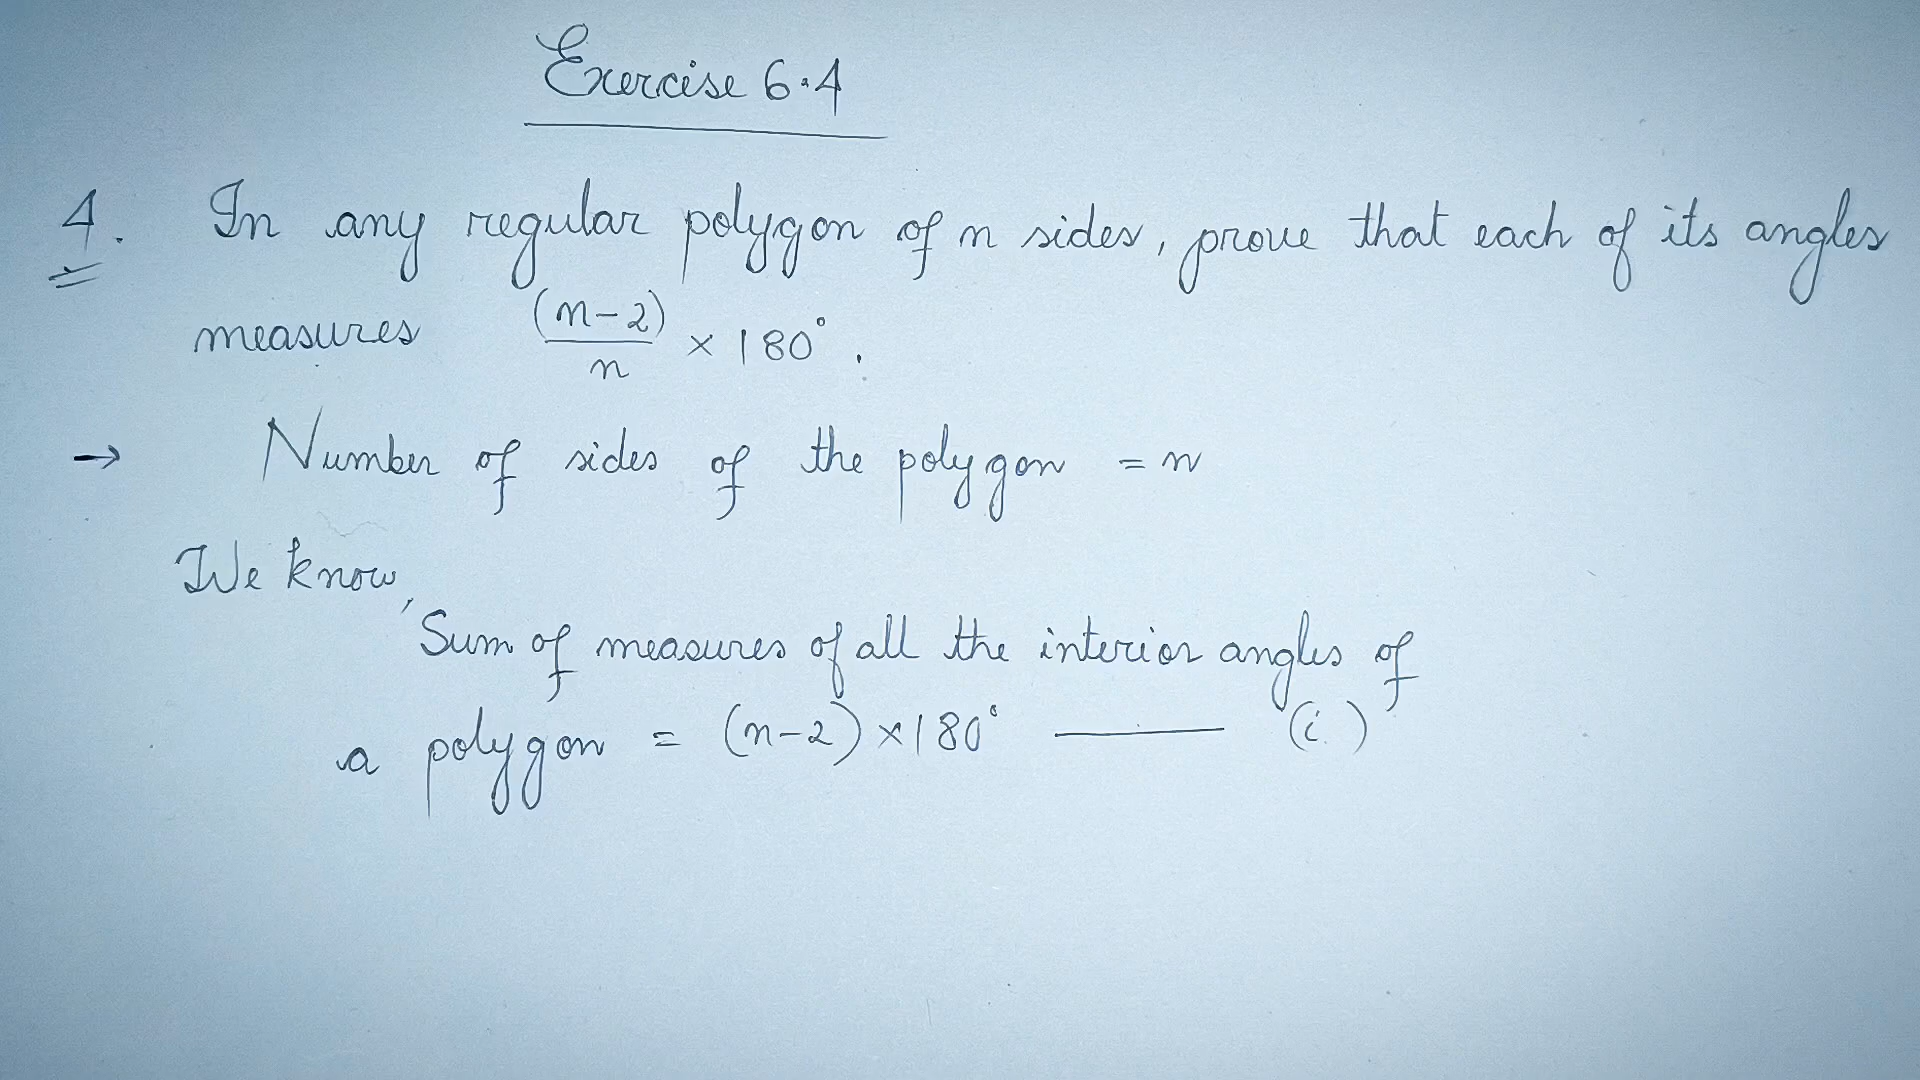 Exercise 6.4
4. In any regular polygon of n sides, prove that each of its angles
measures (n-2)/n × 180°.
→ Number of sides of the polygon = n
We know,
Sum of measures of all the interior angles of
a polygon = (n-2) × 180° —— (i)